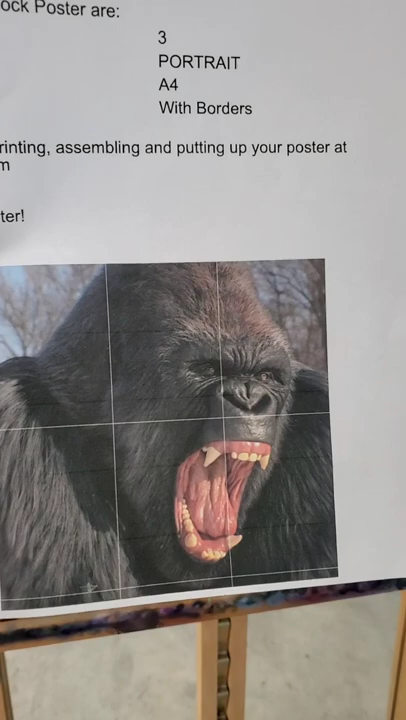 ock Poster are:
3
PORTRAIT
A4
With Borders
rinting, assembling and putting up your poster at
m
ter!